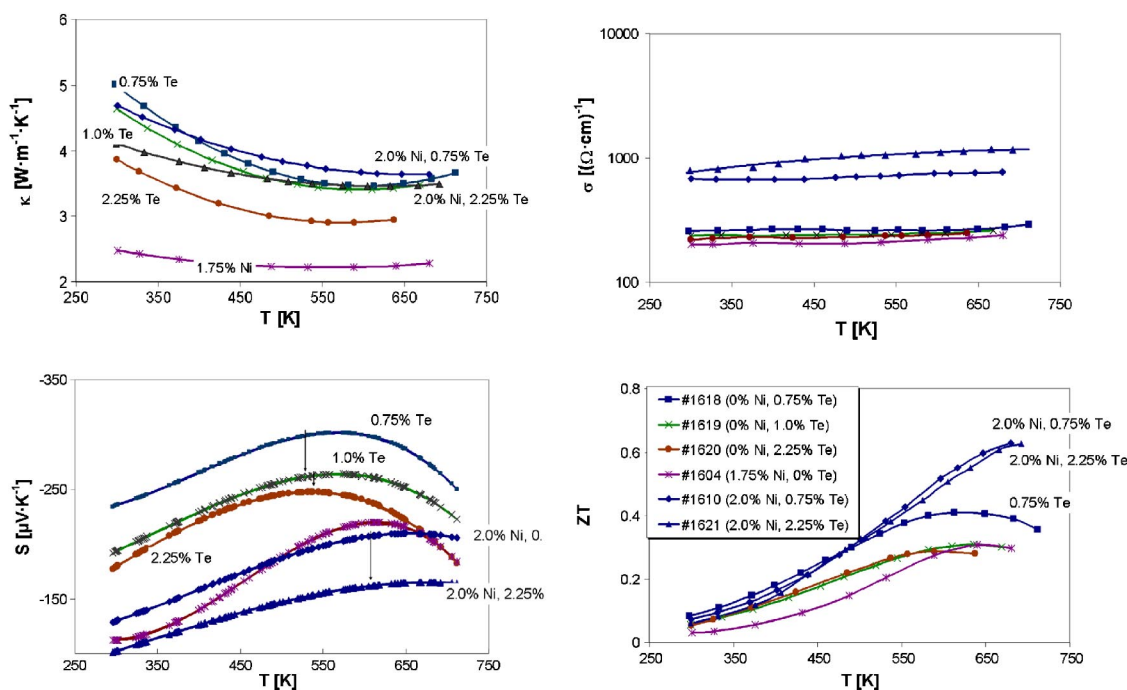 6
5
4
3
2
250
350
450
550
650
750
κ [W·m⁻¹·K⁻¹]
T [K]
0.75% Te
1.0% Te
2.25% Te
1.75% Ni
2.0% Ni, 0.75% Te
2.0% Ni, 2.25% Te
10000
1000
100
250
350
450
550
650
750
σ [(Ω·cm)⁻¹]
T [K]
-350
-250
-150
250
350
450
550
650
750
S [µV·K⁻¹]
T [K]
0.75% Te
1.0% Te
2.25% Te
2.0% Ni, 0.
2.0% Ni, 2.25%
0.8
0.6
0.4
0.2
0
250
350
450
550
650
750
ZT
T [K]
#1618 (0% Ni, 0.75% Te)
#1619 (0% Ni, 1.0% Te)
#1620 (0% Ni, 2.25% Te)
#1604 (1.75% Ni, 0% Te)
#1610 (2.0% Ni, 0.75% Te)
#1621 (2.0% Ni, 2.25% Te)
2.0% Ni, 0.75% Te
2.0% Ni, 2.25% Te
0.75% Te